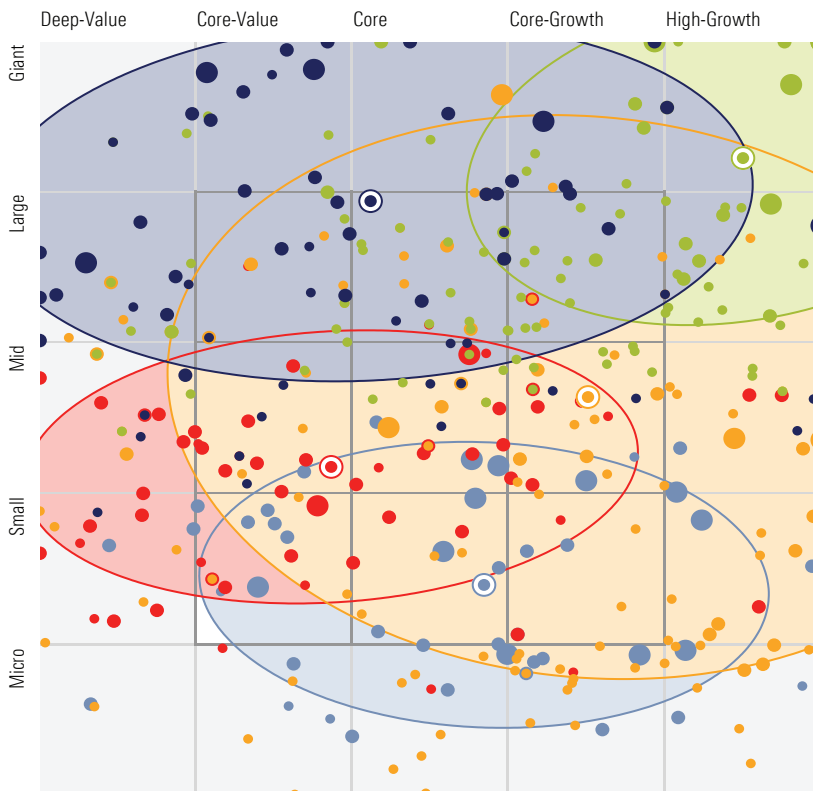 Deep-Value
Core-Value
Core
Core-Growth
High-Growth
Giant
Large
Mid
Small
Micro